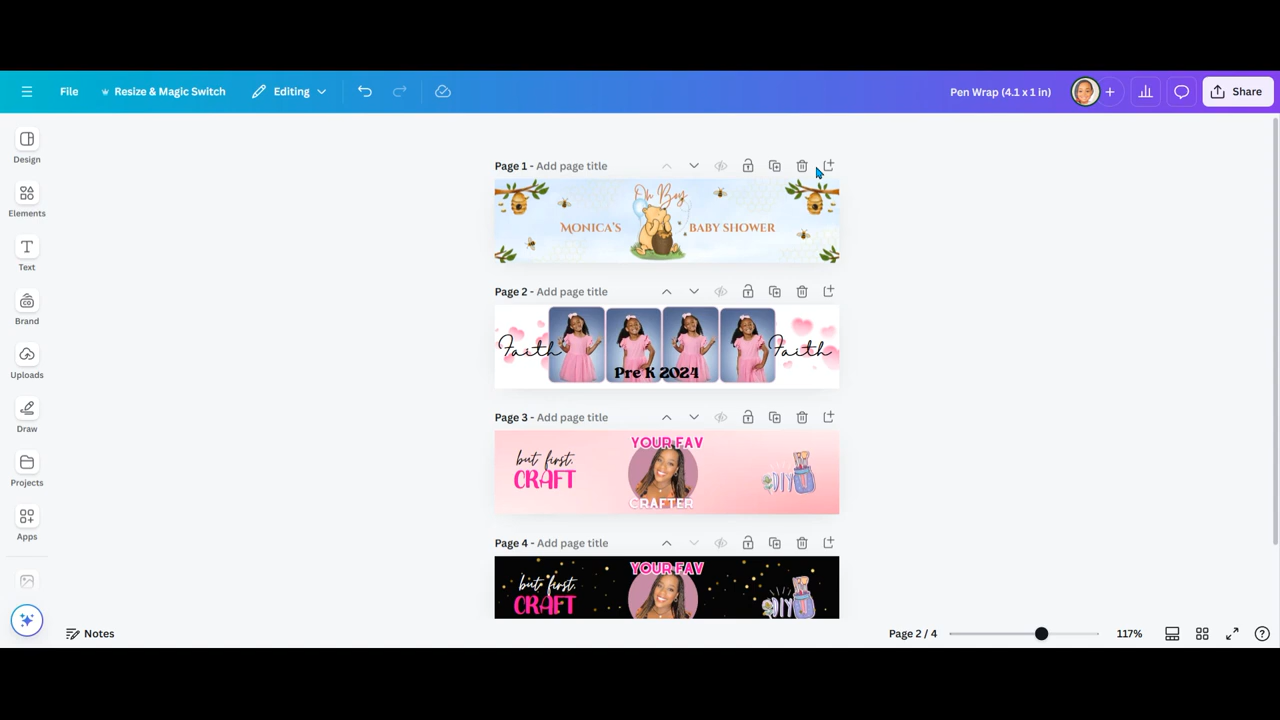 File
Resize & Magic Switch
Editing
Pen Wrap (4.1 x 1 in)
Share
Design
Elements
Text
Brand
Uploads
Draw
Projects
Apps
Page 1 - Add page title
Oh Boy
MONICA'S
BABY SHOWER
Page 2 - Add page title
Faith
Faith
Pre K 2024
Page 3 - Add page title
YOUR FAV
but first,
CRAFT
DIY
CRAFTER
Page 4 - Add page title
YOUR FAV
but first,
CRAFT
DIY
Notes
Page 2 / 4
117%